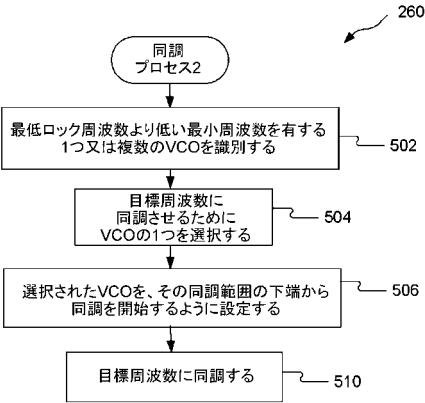 260
同調
プロセス2
最低ロック周波数より低い最小周波数を有する
1つ又は複数のVCOを識別する
502
目標周波数に
同調させるために
VCOの1つを選択する
504
選択されたVCOを、その同調範囲の下端から
同調を開始するように設定する
506
目標周波数に同調する
510